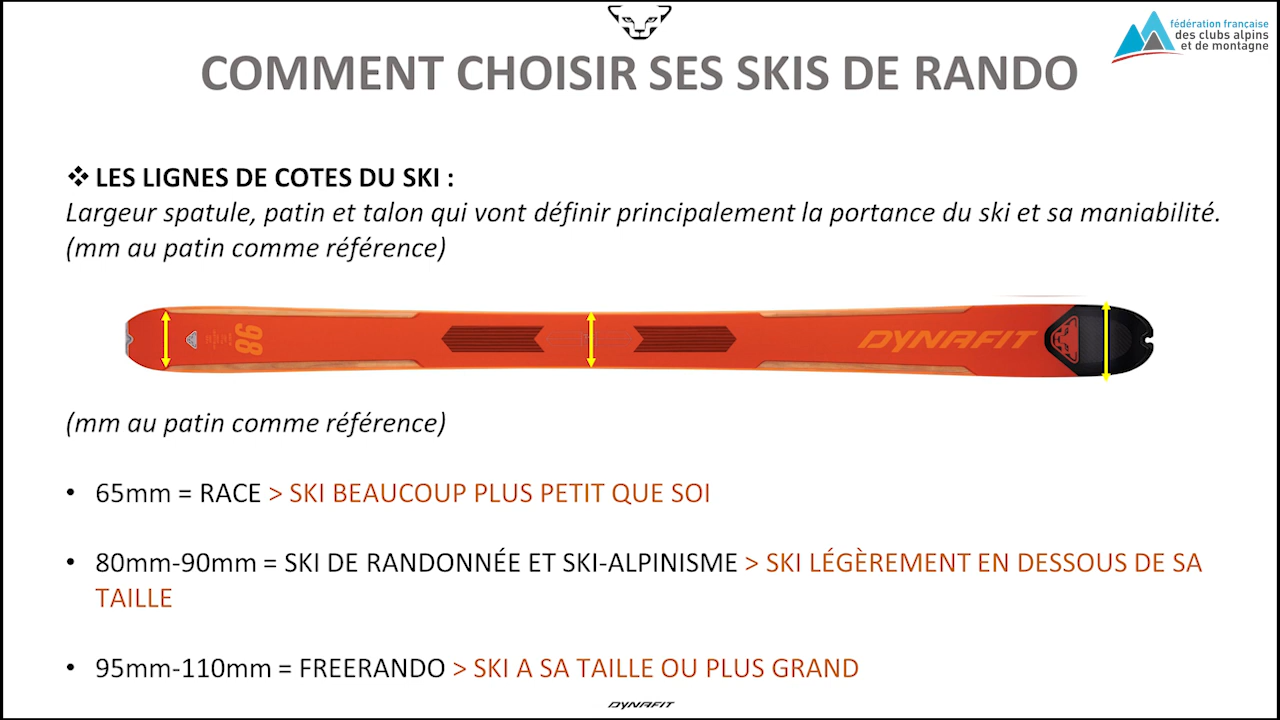 fédération française
des clubs alpins
et de montagne
COMMENT CHOISIR SES SKIS DE RANDO
❖ LES LIGNES DE COTES DU SKI :
Largeur spatule, patin et talon qui vont définir principalement la portance du ski et sa maniabilité.
(mm au patin comme référence)
98
DYNAFIT
(mm au patin comme référence)
• 65mm = RACE > SKI BEAUCOUP PLUS PETIT QUE SOI
• 80mm-90mm = SKI DE RANDONNÉE ET SKI-ALPINISME > SKI LÉGÈREMENT EN DESSOUS DE SA
TAILLE
• 95mm-110mm = FREERANDO > SKI A SA TAILLE OU PLUS GRAND
DYNAFIT